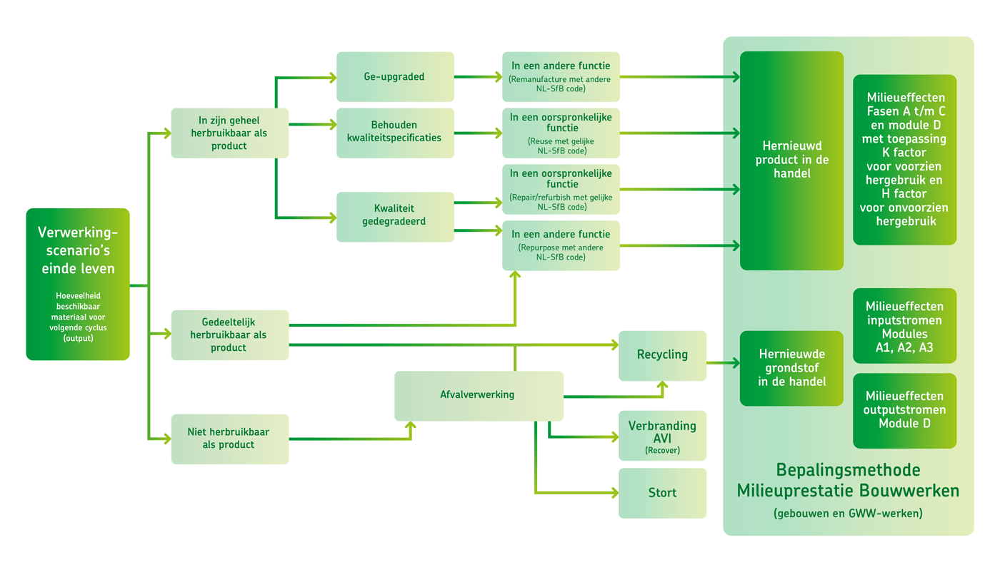 Verwerking-
scenario's
einde leven
Hoeveelheid
beschikbaar
materiaal voor
volgende cyclus
(output)
In zijn geheel
herbruikbaar als
product
Gedeeltelijk
herbruikbaar als
product
Niet herbruikbaar
als product
Ge-upgraded
Behouden
kwaliteitspecificaties
Kwaliteit
gedegradeerd
In een andere functie
(Remanufacture met andere
NL-SfB code)
In een oorspronkelijke
functie
(Reuse met gelijke
NL-SfB code)
In een oorspronkelijke
functie
(Repair/refurbish met gelijke
NL-SfB code)
In een andere functie
(Repurpose met andere
NL-SfB code)
Afvalverwerking
Recycling
Verbranding
AVI
(Recover)
Stort
Hernieuwd
product in de
handel
Milieueffecten
Fasen A t/m C
en module D
met toepassing
K factor
voor voorzien
hergebruik en
H factor
voor onvoorzien
hergebruik
Hernieuwde
grondstof
in de handel
Milieueffecten
inputstromen
Modules
A1, A2, A3
Milieueffecten
outputstromen
Module D
Bepalingsmethode
Milieuprestatie Bouwwerken
(gebouwen en GWW-werken)